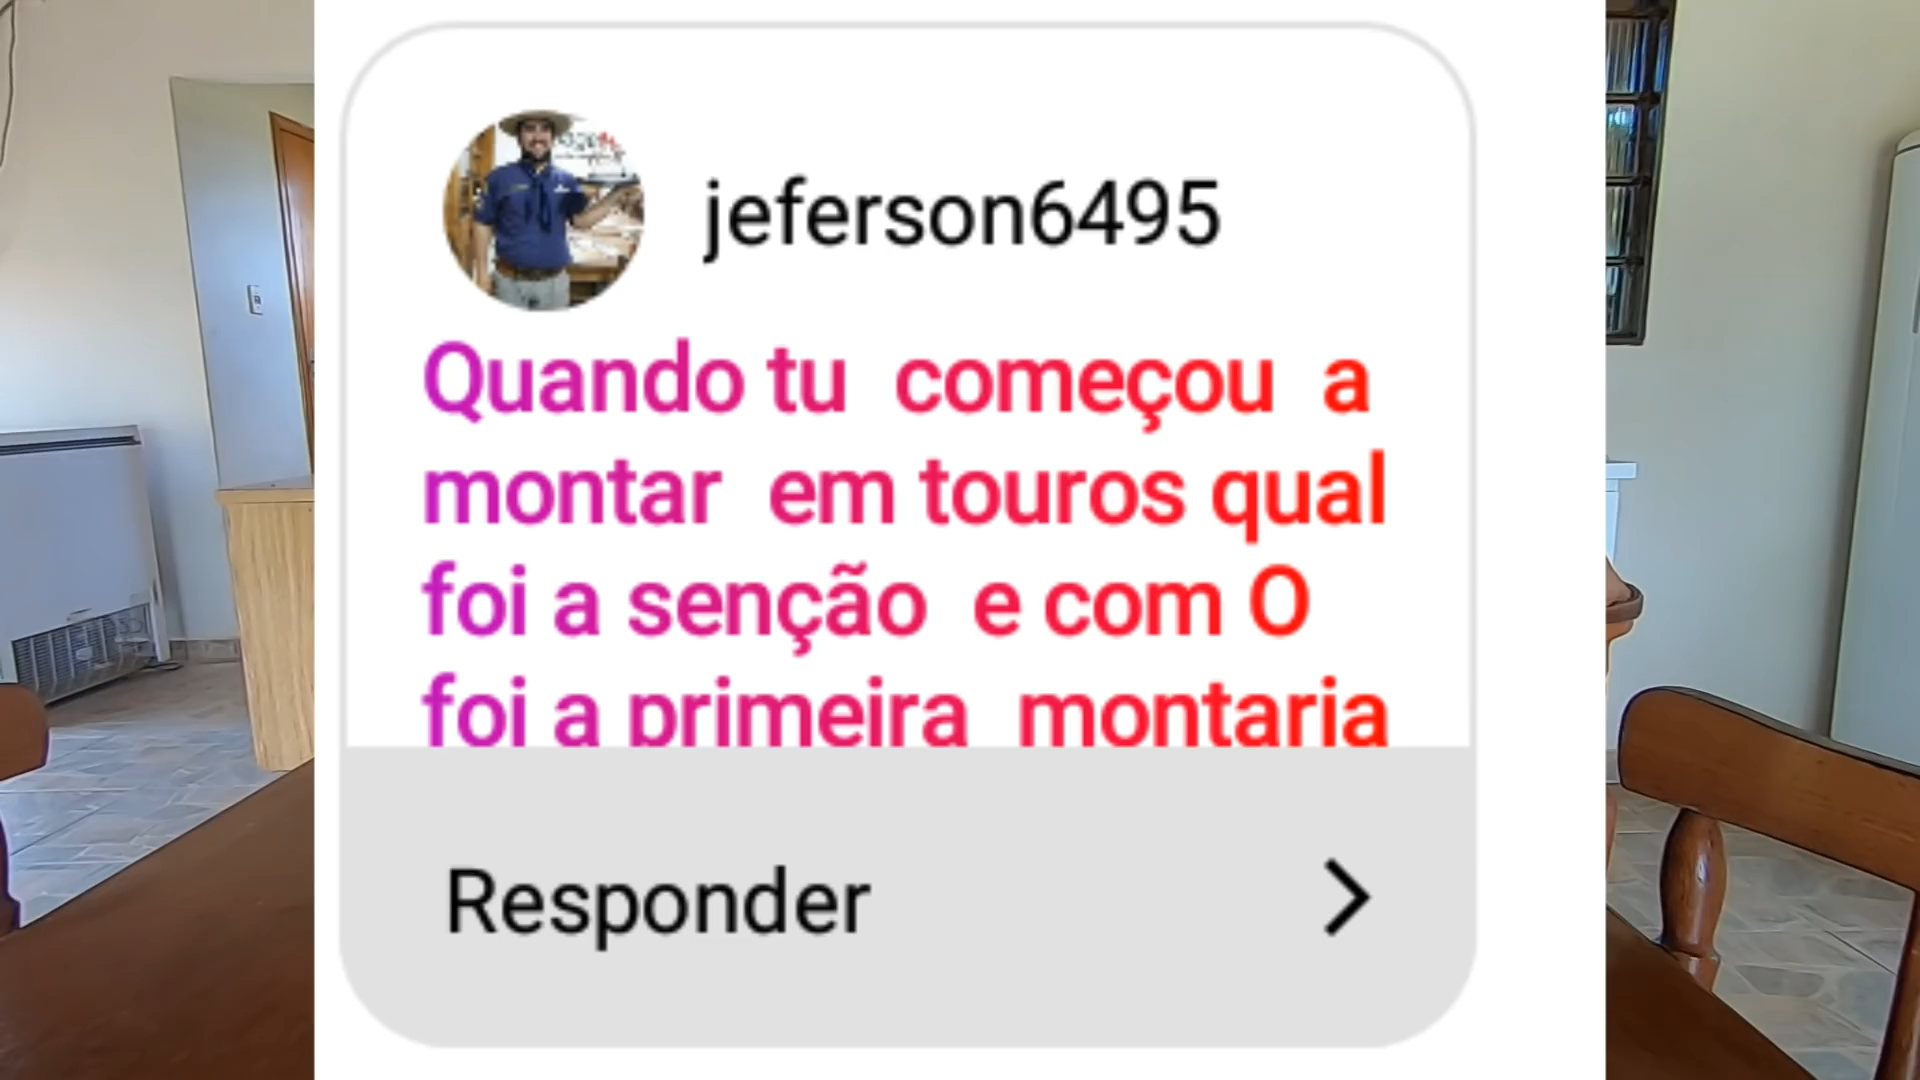 jeferson6495
Quando tu começou a
montar em touros qual
foi a senção e com O
foi a primeira montaria
Responder